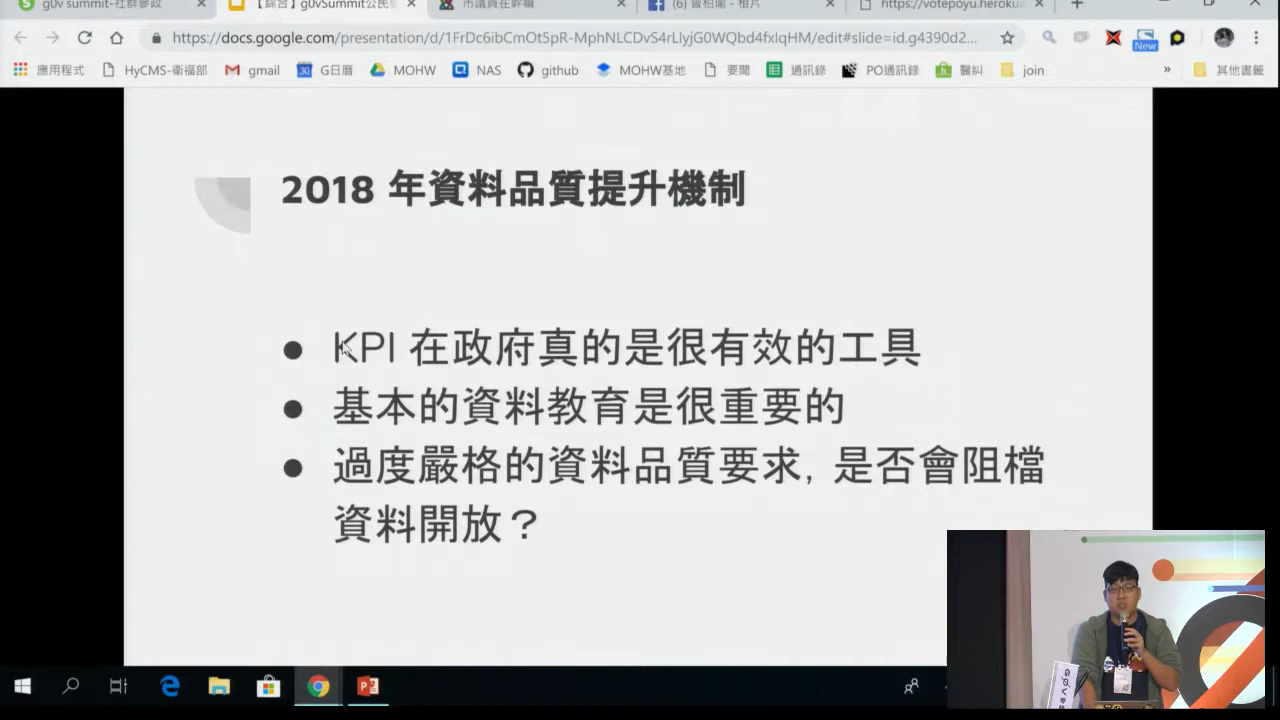 g0v summit-社群參政
【綜合】g0vSummit公民
市議員在幹嘛
(6) 曾柏瑜 - 相片
https://votepoyu.heroku
https://docs.google.com/presentation/d/1FrDc6ibCmOt5pR-MphNLCDvS4rLlyjG0WQbd4fxlqHM/edit#slide=id.g4390d2...
New
應用程式
HyCMS-衛福部
gmail
30
G日曆
MOHW
NAS
github
MOHW基地
要聞
通訊錄
PO通訊錄
醫糾
join
»
其他書籤
2018 年資料品質提升機制
● KPI 在政府真的是很有效的工具
● 基本的資料教育是很重要的
● 過度嚴格的資料品質要求, 是否會阻檔
資料開放？
g0v